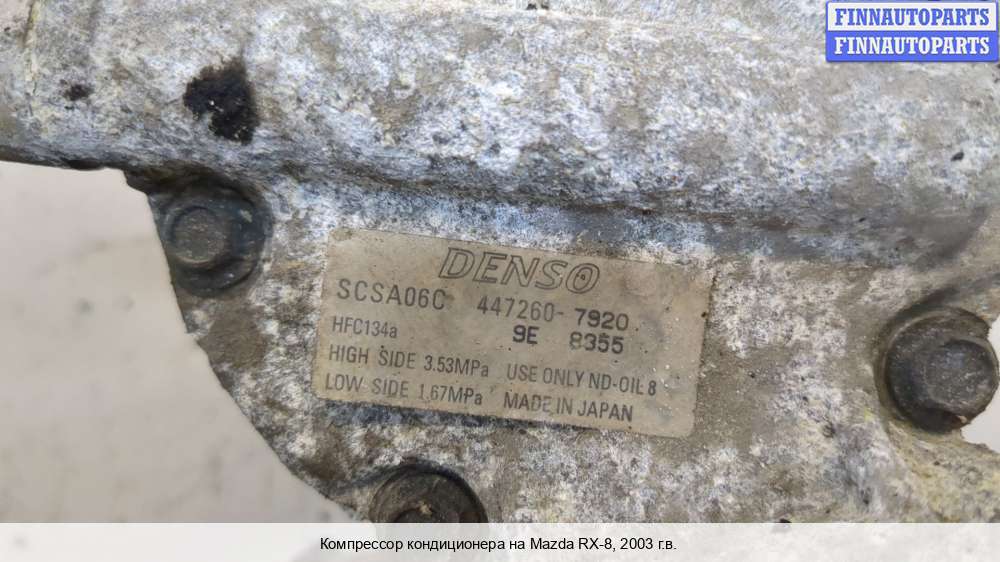 FINNAUTOPARTS
FINNAUTOPARTS
DENSO
SCSA06C 447260-7920
HFC134a 9E 8355
HIGH SIDE 3.53MPa USE ONLY ND-OIL 8
LOW SIDE 1.67MPa MADE IN JAPAN
Компрессор кондиционера на Mazda RX-8, 2003 г.в.